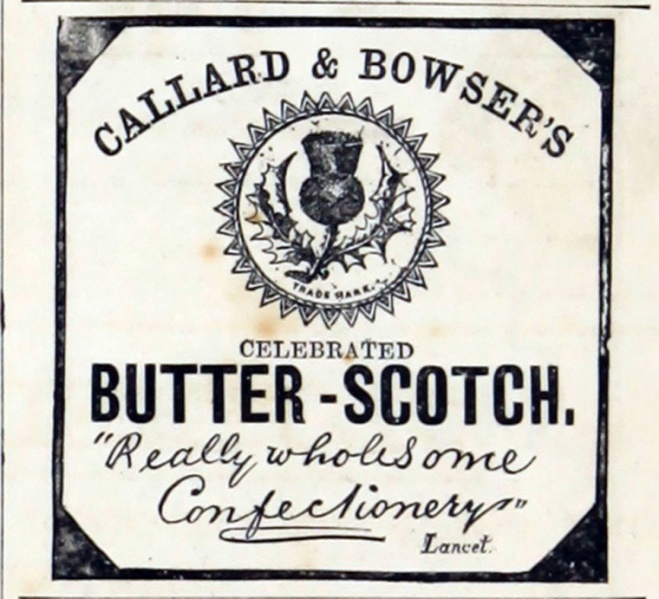 CALLARD & BOWSER'S
TRADE MARK.
CELEBRATED
BUTTER-SCOTCH.
"Really wholesome
Confectionery"
Lancet.